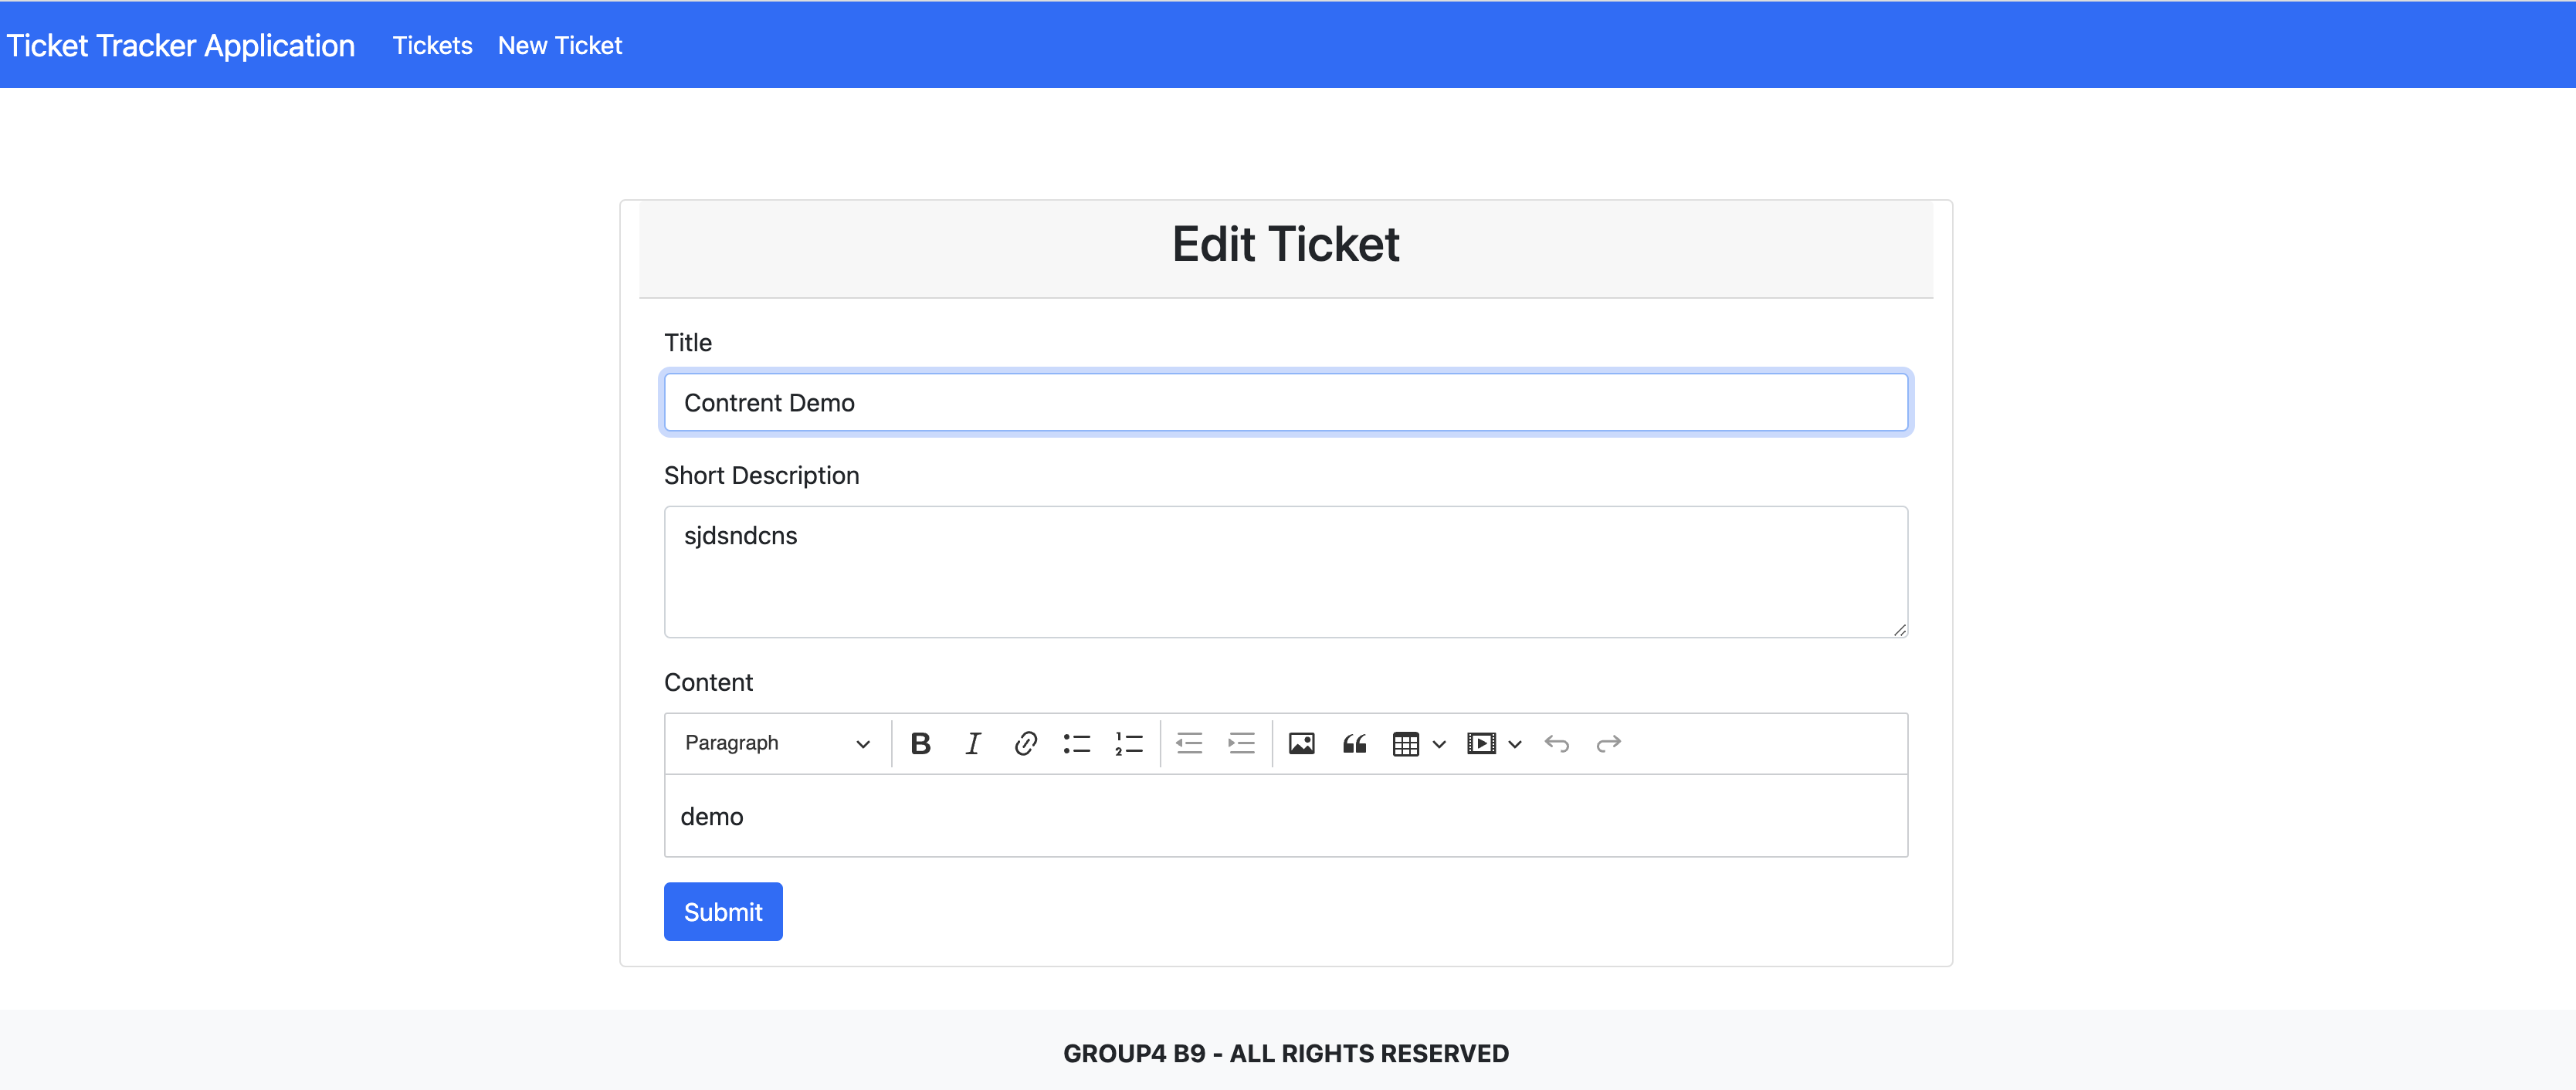 Ticket Tracker Application Tickets New Ticket
Edit Ticket
Title
Contrent Demo
Short Description
sjdsndcns
Content
Paragraph
demo
Submit
GROUP4 B9 - ALL RIGHTS RESERVED